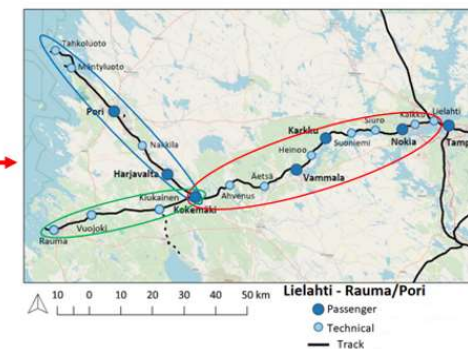 Tahkoluoto
Mäntyluoto
Pori
Nakkila
Harjavalta
Kiukainen
Kokemäki
Rauma
Vuojoki
Ahvenus
Äetsä
Heinoo
Vammala
Karkku
Suoniemi
Siuro
Nokia
Kalkku
Lielahti
Tamp
Lielahti - Rauma/Pori
10 0 10 20 30 40 50 km
Passenger
Technical
Track